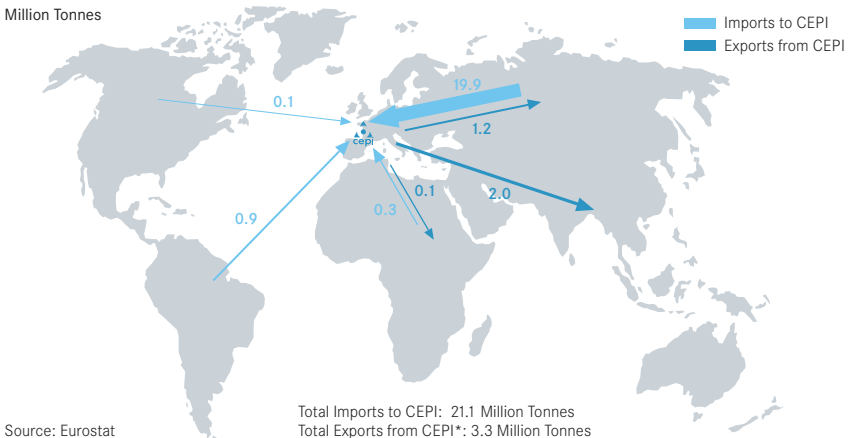 Million Tonnes
Imports to CEPI
Exports from CEPI
19.9
0.1
1.2
cepi
2.0
0.1
0.3
0.9
Total Imports to CEPI: 21.1 Million Tonnes
Source: Eurostat
Total Exports from CEPI*: 3.3 Million Tonnes